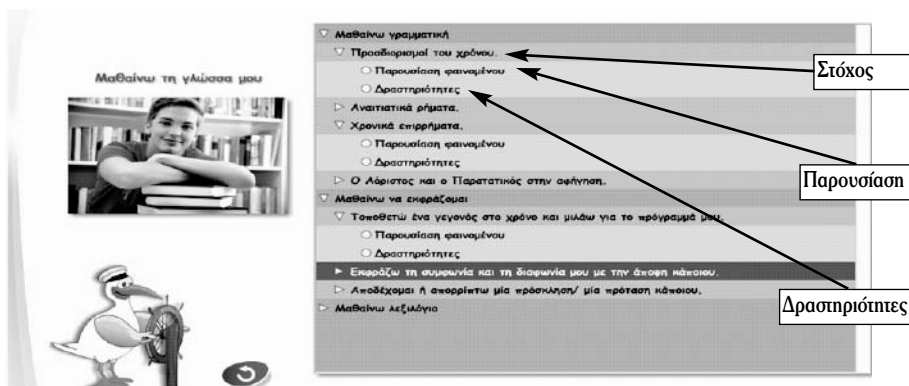 Μαθαίνω τη γλώσσα μου
Μαθαίνω γραμματική
Προσδιορισμοί του χρόνου.
Παρουσίαση φαινομένου
Δραστηριότητες
Αναιτιατικά ρήματα.
Χρονικά επιρρήματα.
Παρουσίαση φαινομένου
Δραστηριότητες
Ο Αόριστος και ο Παρατατικός στην αφήγηση.
Μαθαίνω να εκφράζομαι
Τοποθετώ ένα γεγονός στο χρόνο και μιλάω για το πρόγραμμά μου.
Παρουσίαση φαινομένου
Δραστηριότητες
Εκφράζω τη συμφωνία και τη διαφωνία μου με την άποψη κάποιου.
Αποδέχομαι ή απορρίπτω μία πρόσκληση/ μία πρόταση κάποιου.
Μαθαίνω λεξιλόγιο
Στόχος
Παρουσίαση
Δραστηριότητες